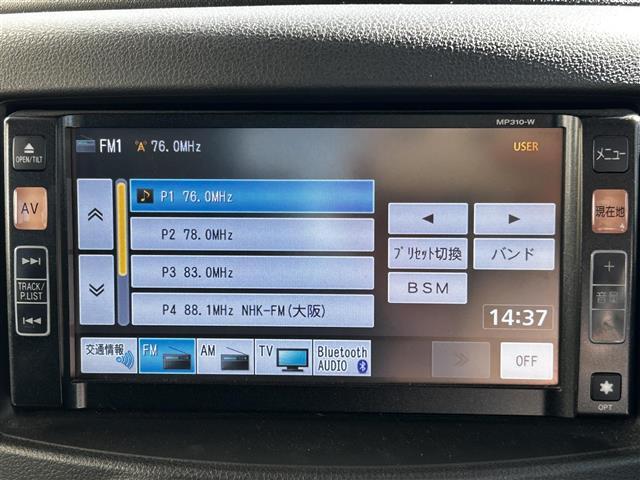 MP310-W
OPEN/TILT
FM1 76.0MHz
USER
メニュー
AV
P1 76.0MHz
現在地
P2 78.0MHz
プリセット切換
バンド
P3 83.0MHz
TRACK/
P.LIST
BSM
音量
P4 88.1MHz NHK-FM(大阪)
14:37
交通情報
FM
AM
TV
Bluetooth
AUDIO
OFF
OPT